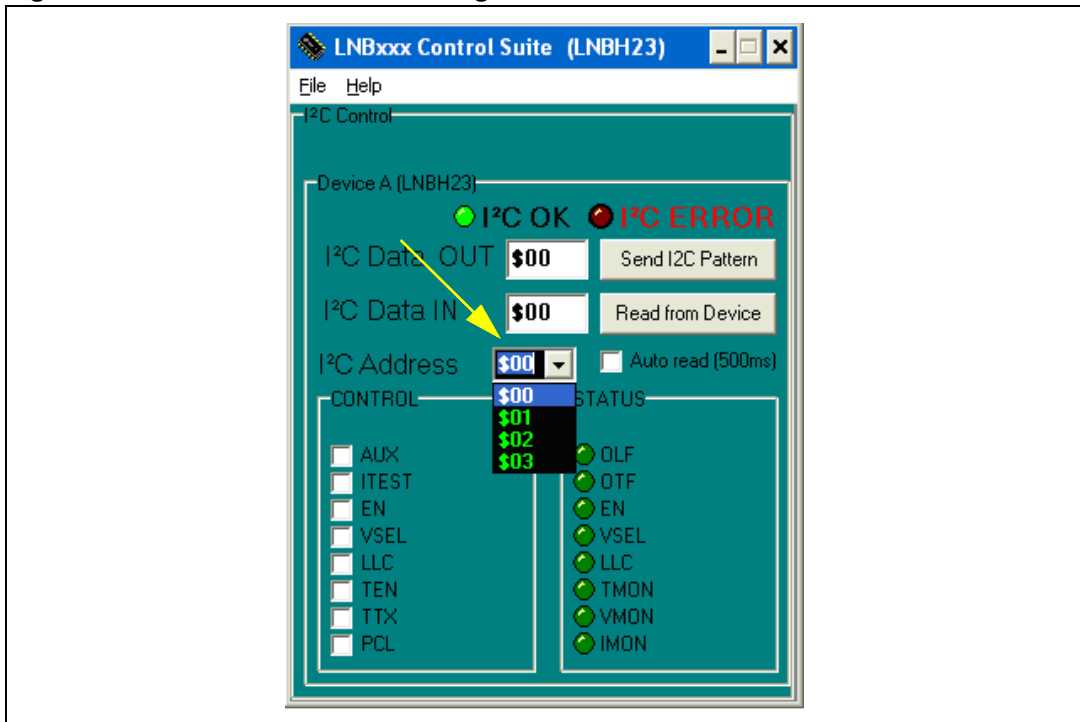 LNBxxx Control Suite (LNBH23)
File Help
I²C Control
Device A (LNBH23)
I²C OK I²C ERROR
I²C Data OUT $00 Send I2C Pattern
I²C Data IN $00 Read from Device
I²C Address $00 Auto read (500ms)
$00
$01
$02
$03
CONTROL
AUX
ITEST
EN
VSEL
LLC
TEN
TTX
PCL
STATUS
OLF
OTF
EN
VSEL
LLC
TMON
VMON
IMON